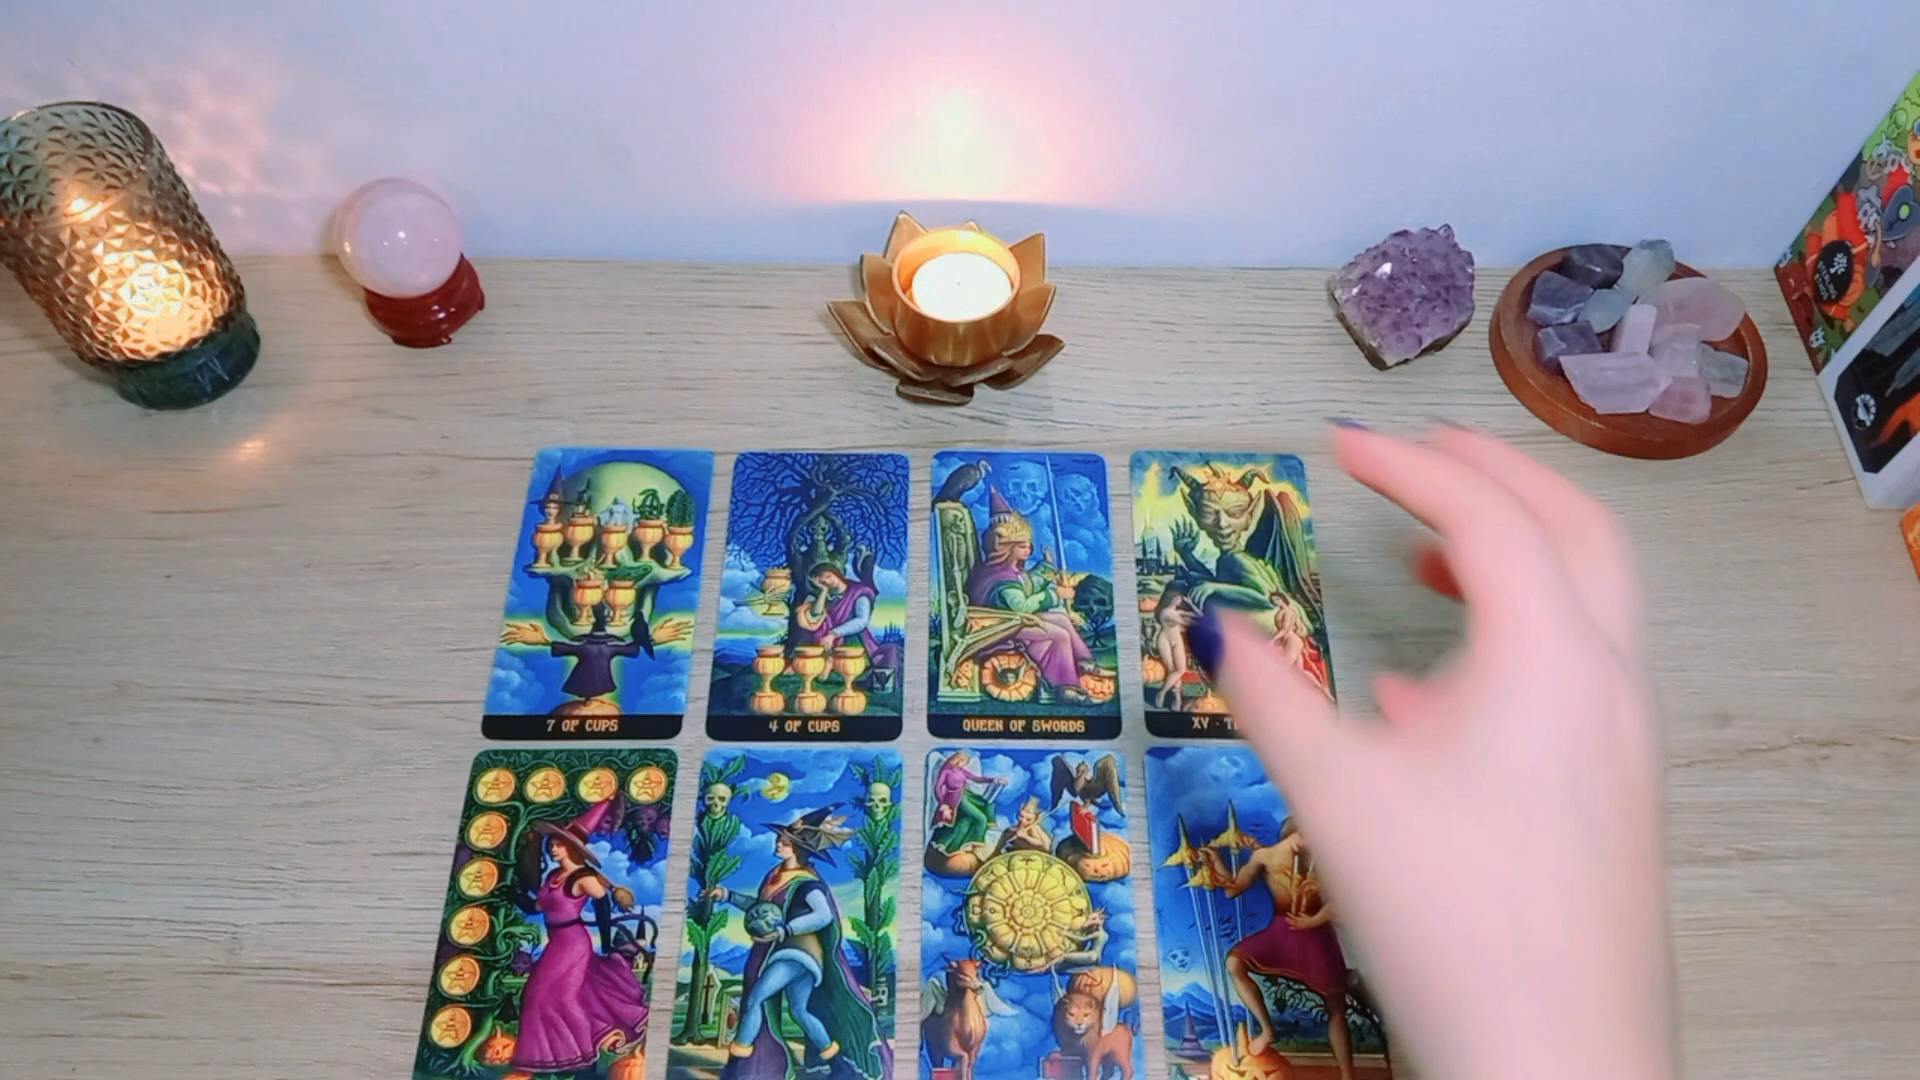 7 OF CUPS
4 OF CUPS
QUEEN OF SWORDS
XV · T